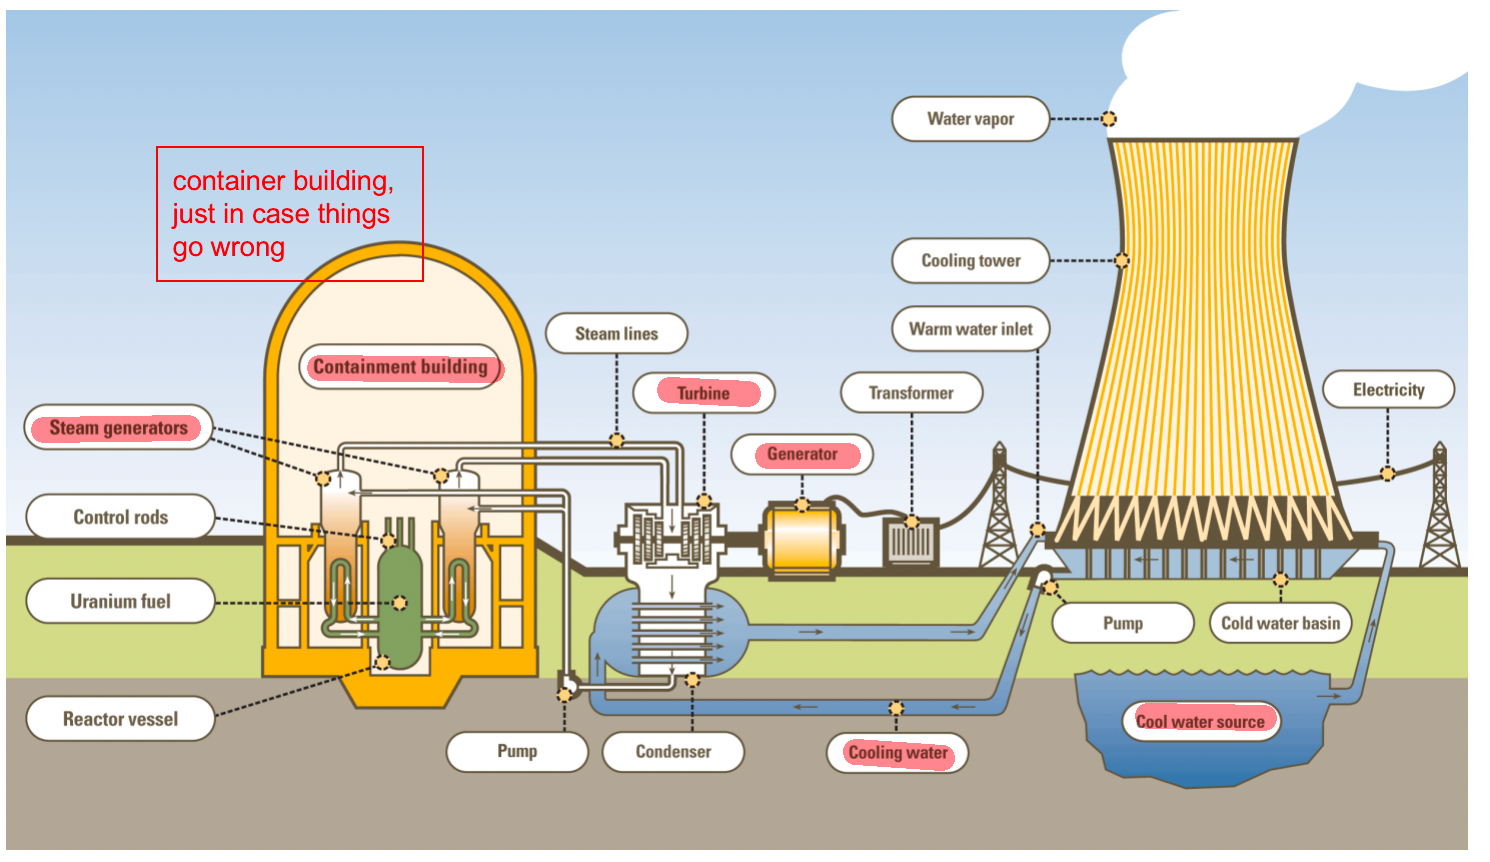 Water vapor
container building,
just in case things
go wrong
Cooling tower
Steam lines
Warm water inlet
Containment building
Turbine
Transformer
Electricity
Steam generators
Generator
Control rods
Uranium fuel
Pump
Cold water basin
Reactor vessel
Cool water source
Pump
Condenser
Cooling water